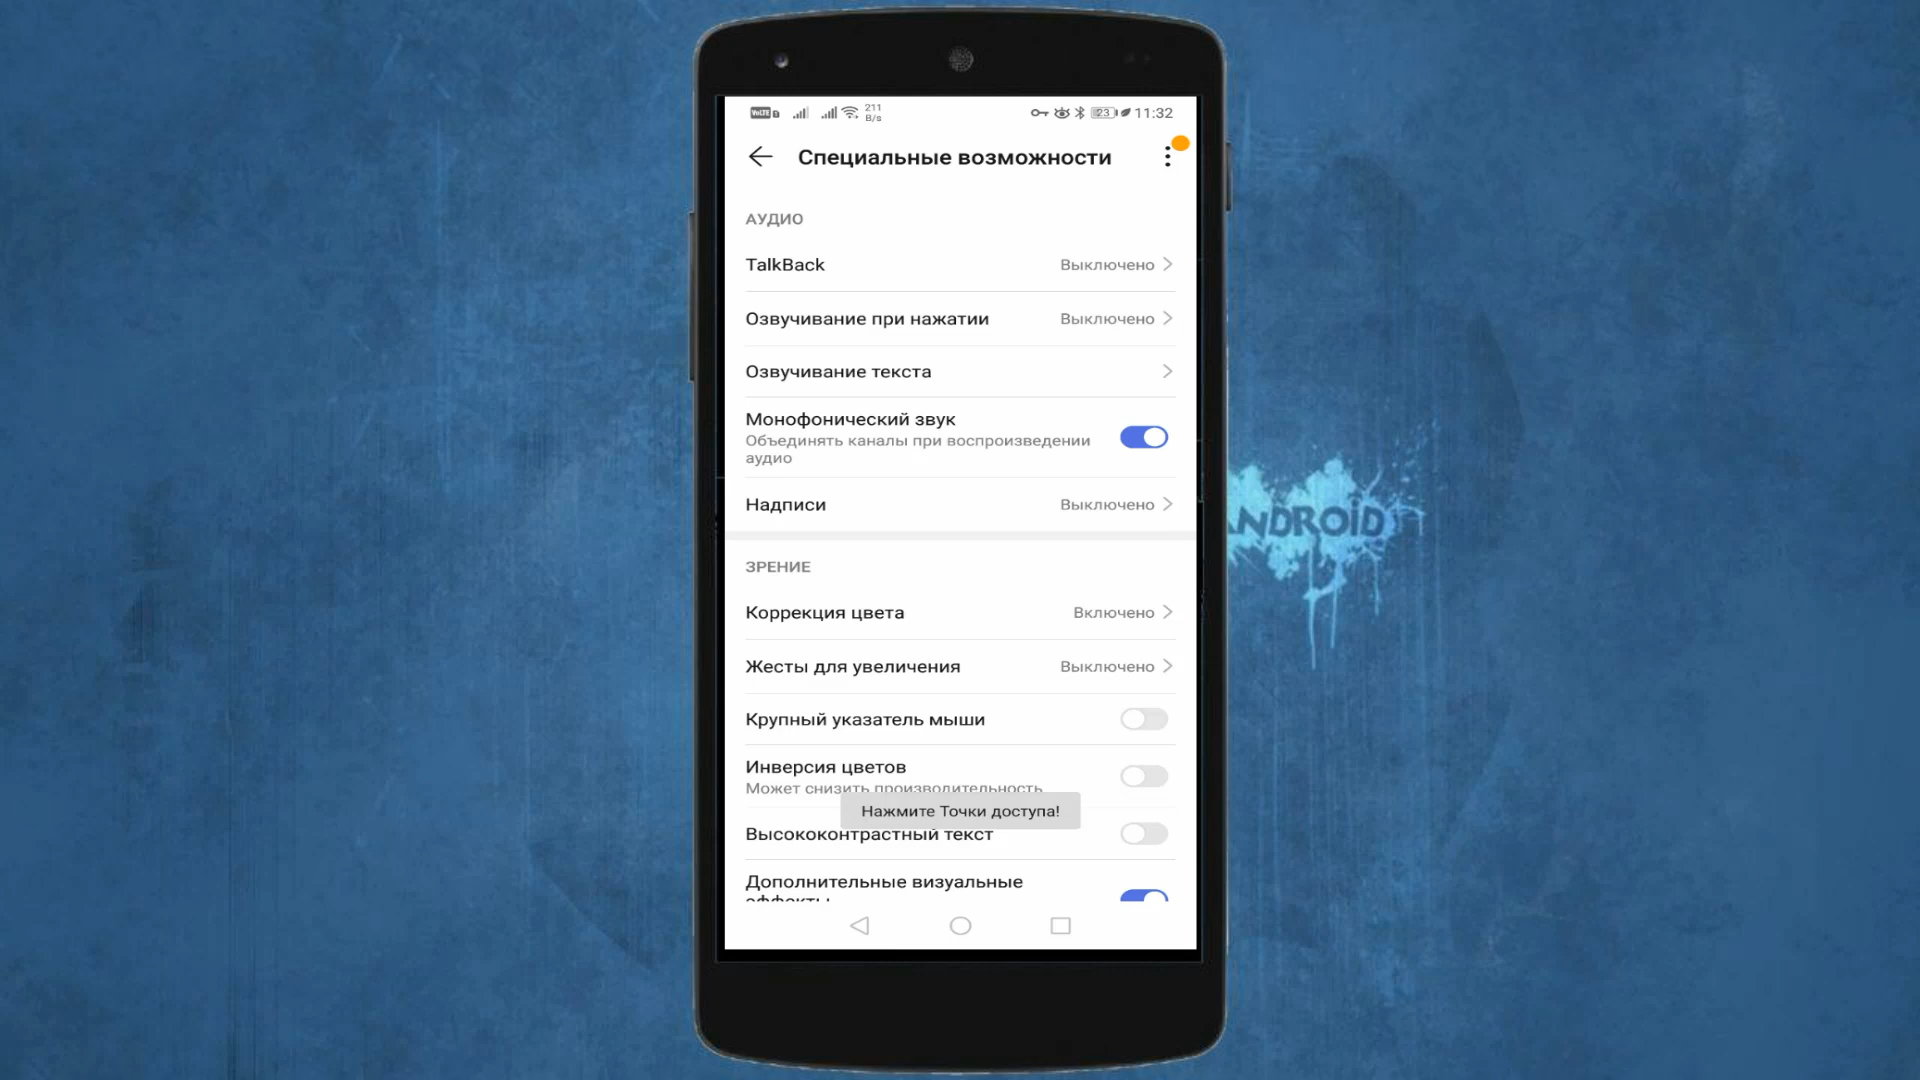 VoLTE 211
B/s
23 11:32
Специальные возможности
АУДИО
TalkBack Выключено
Озвучивание при нажатии Выключено
Озвучивание текста
Монофонический звук
Объединять каналы при воспроизведении
аудио
Надписи Выключено
ЗРЕНИЕ
Коррекция цвета Включено
Жесты для увеличения Выключено
Крупный указатель мыши
Инверсия цветов
Может снизить производительность
Нажмите Точки доступа!
Высококонтрастный текст
Дополнительные визуальные
эффекты
ANDROID